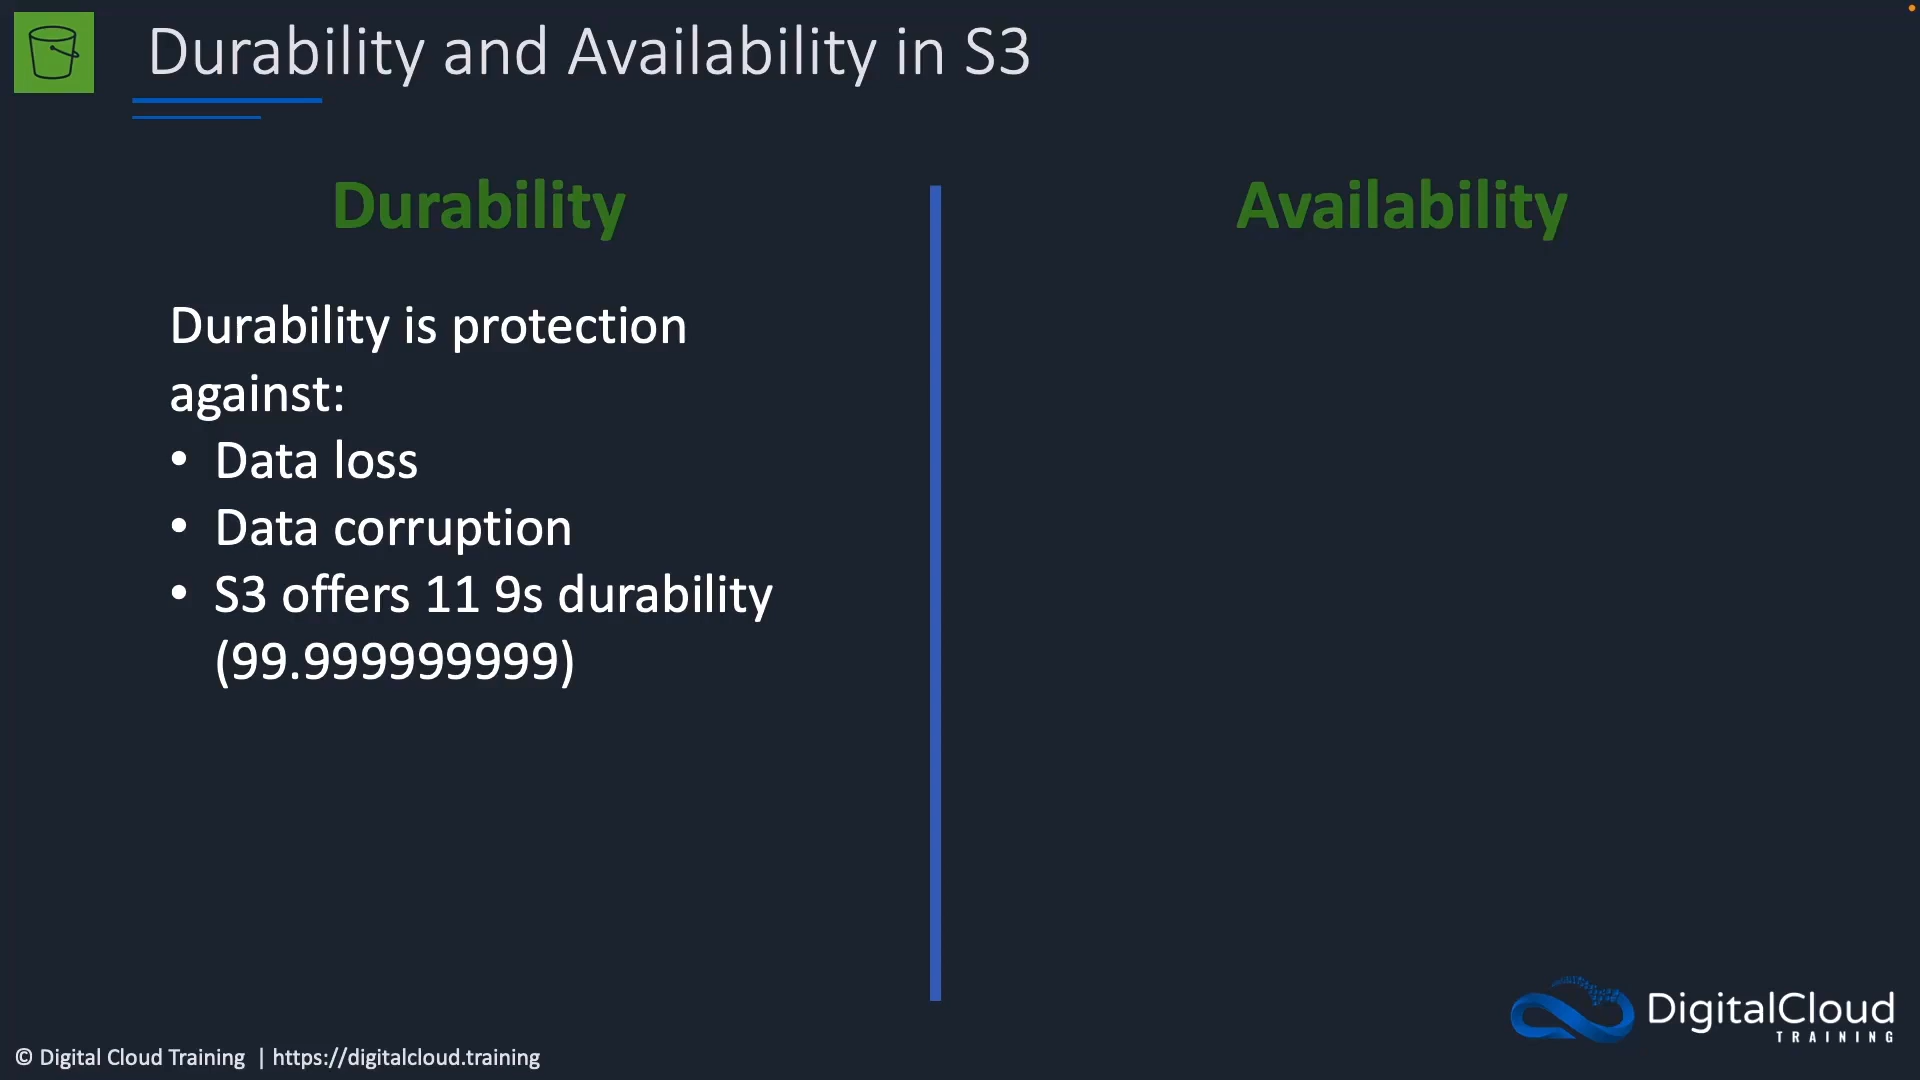 Durability and Availability in S3
Durability
Durability is protection
against:
• Data loss
• Data corruption
• S3 offers 11 9s durability
(99.999999999)
Availability
DigitalCloud
TRAINING
© Digital Cloud Training | https://digitalcloud.training